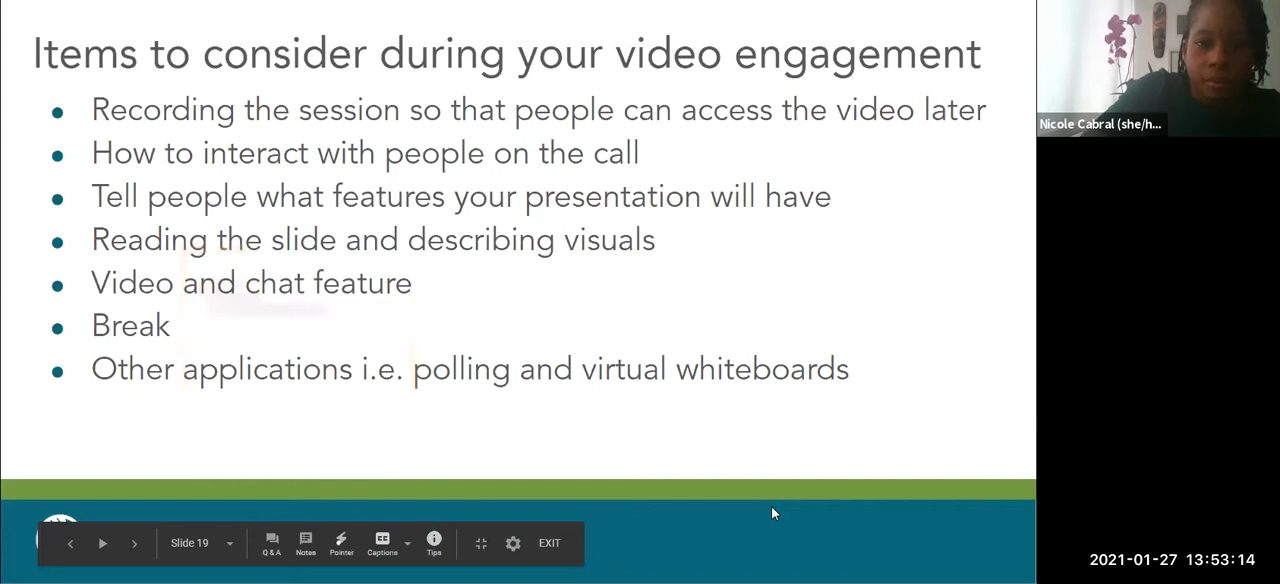 Items to consider during your video engagement
Recording the session so that people can access the video later
How to interact with people on the call
Tell people what features your presentation will have
Reading the slide and describing visuals
Video and chat feature
Break
Other applications i.e. polling and virtual whiteboards
Nicole Cabral (she/h...
Slide 19
Q & A
Notes
Pointer
Captions
Tips
EXIT
2021-01-27 13:53:14